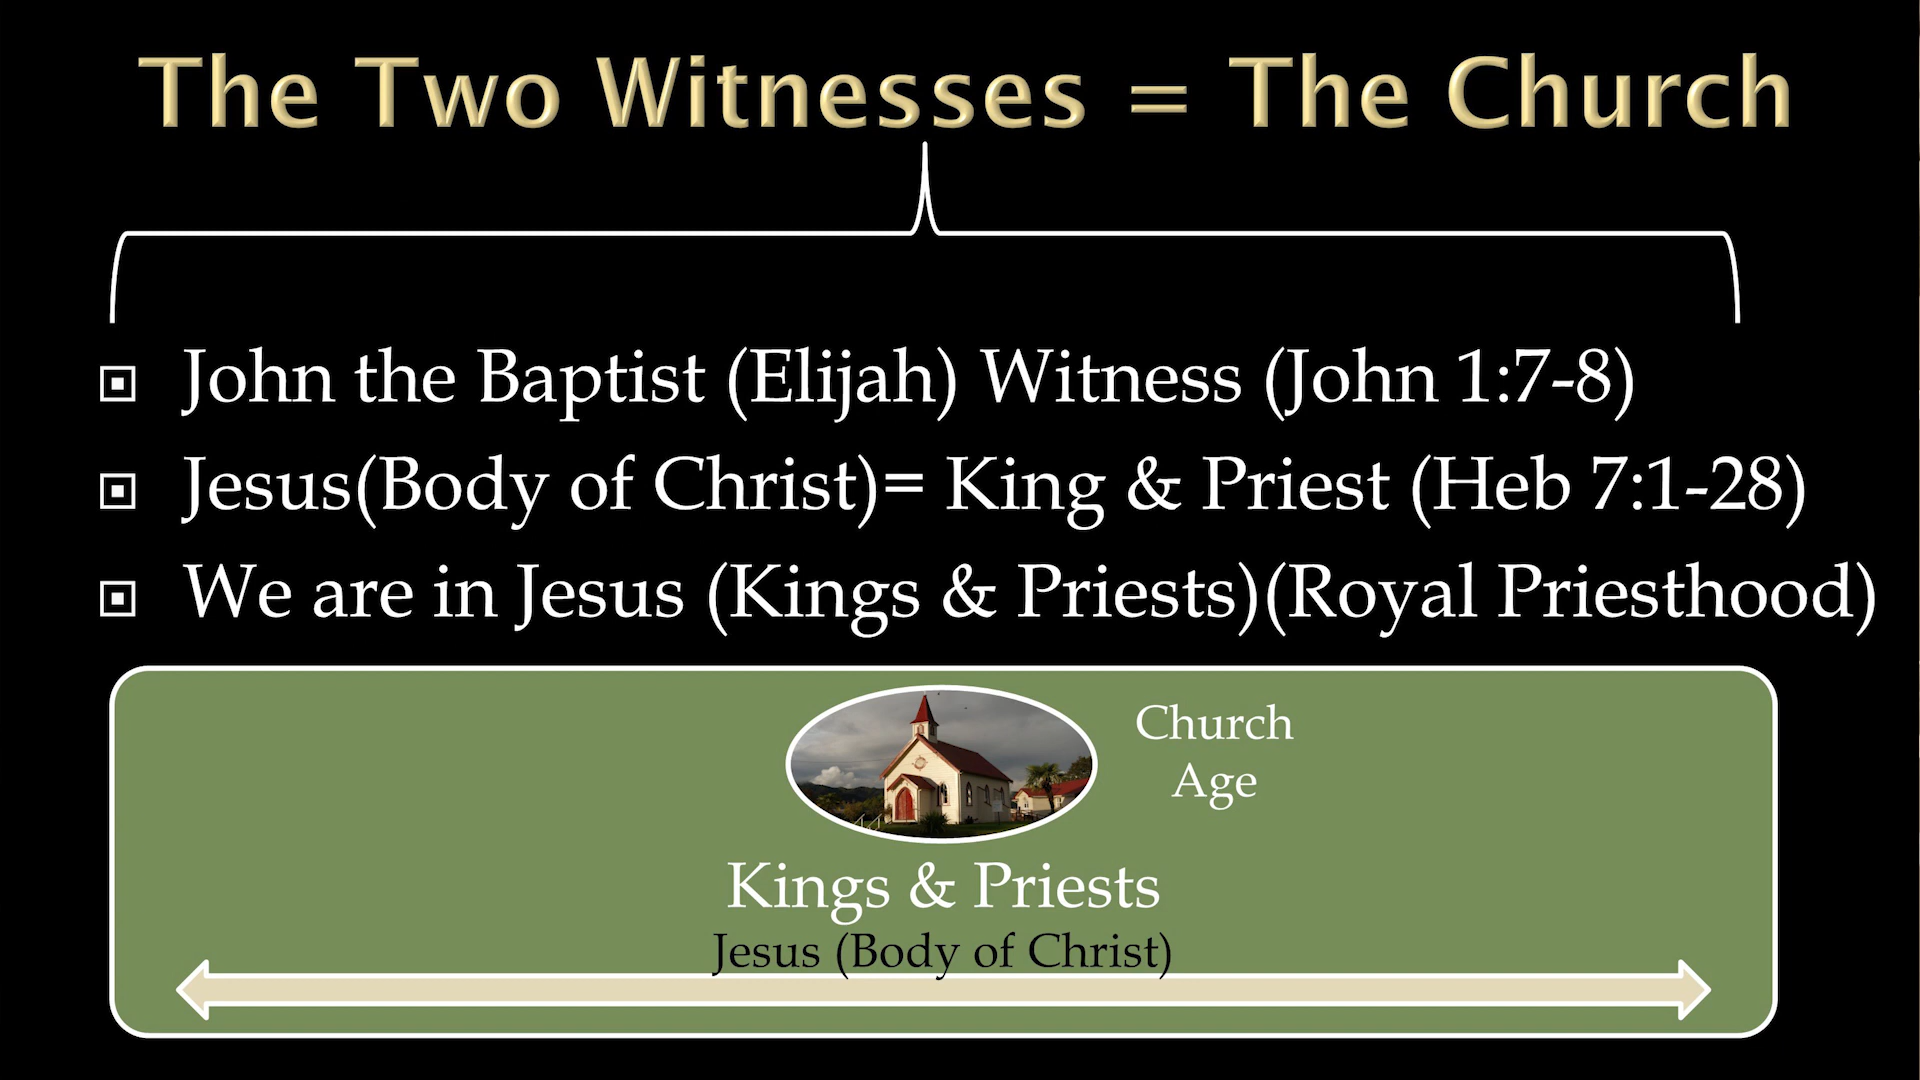 The Two Witnesses = The Church
John the Baptist (Elijah) Witness (John 1:7-8)
Jesus(Body of Christ)= King & Priest (Heb 7:1-28)
We are in Jesus (Kings & Priests)(Royal Priesthood)
Church
Age
Kings & Priests
Jesus (Body of Christ)